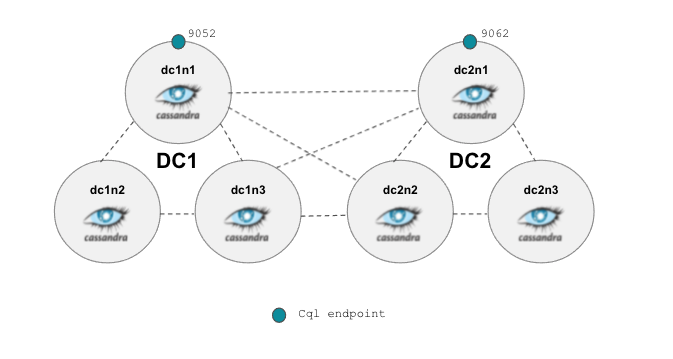 9052
9062
dc1n1
cassandra
dc2n1
cassandra
DC1
DC2
dc1n2
cassandra
dc1n3
cassandra
dc2n2
cassandra
dc2n3
cassandra
Cql endpoint